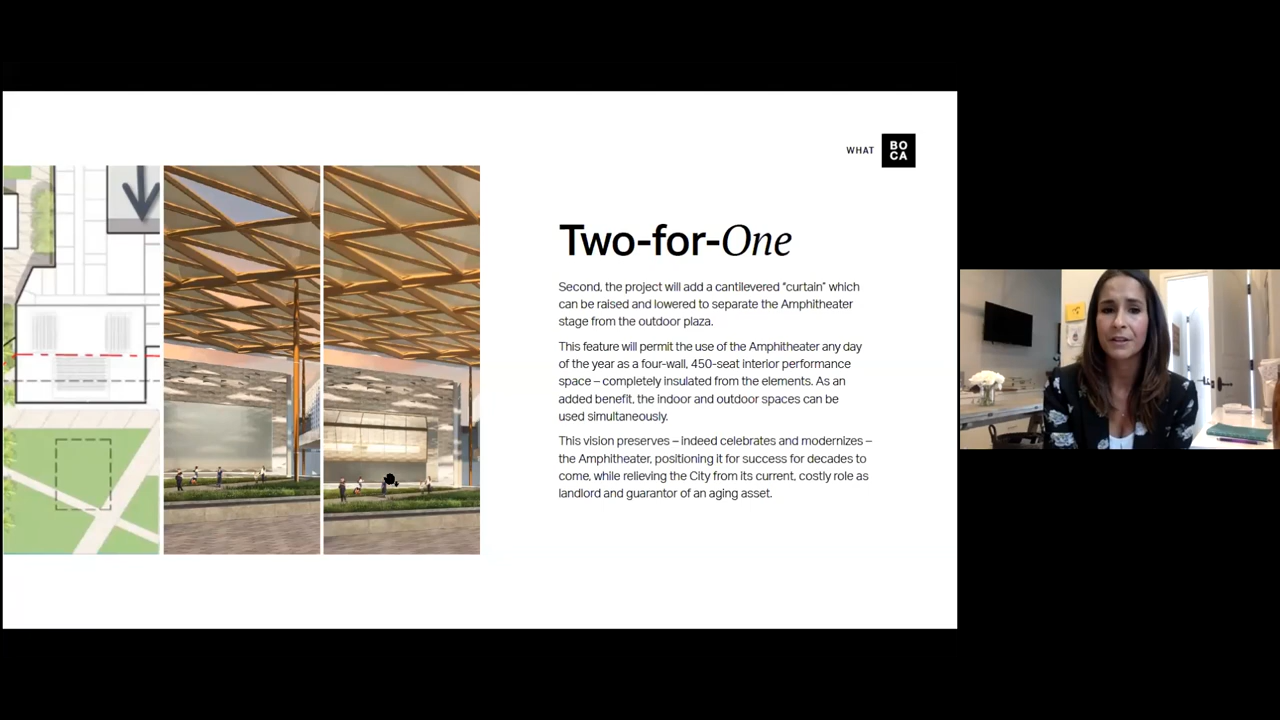 WHAT
BO
CA
Two-for-One
Second, the project will add a cantilevered “curtain” which
can be raised and lowered to separate the Amphitheater
stage from the outdoor plaza.
This feature will permit the use of the Amphitheater any day
of the year as a four-wall, 450-seat interior performance
space – completely insulated from the elements. As an
added benefit, the indoor and outdoor spaces can be
used simultaneously.
This vision preserves – indeed celebrates and modernizes –
the Amphitheater, positioning it for success for decades to
come, while relieving the City from its current, costly role as
landlord and guarantor of an aging asset.